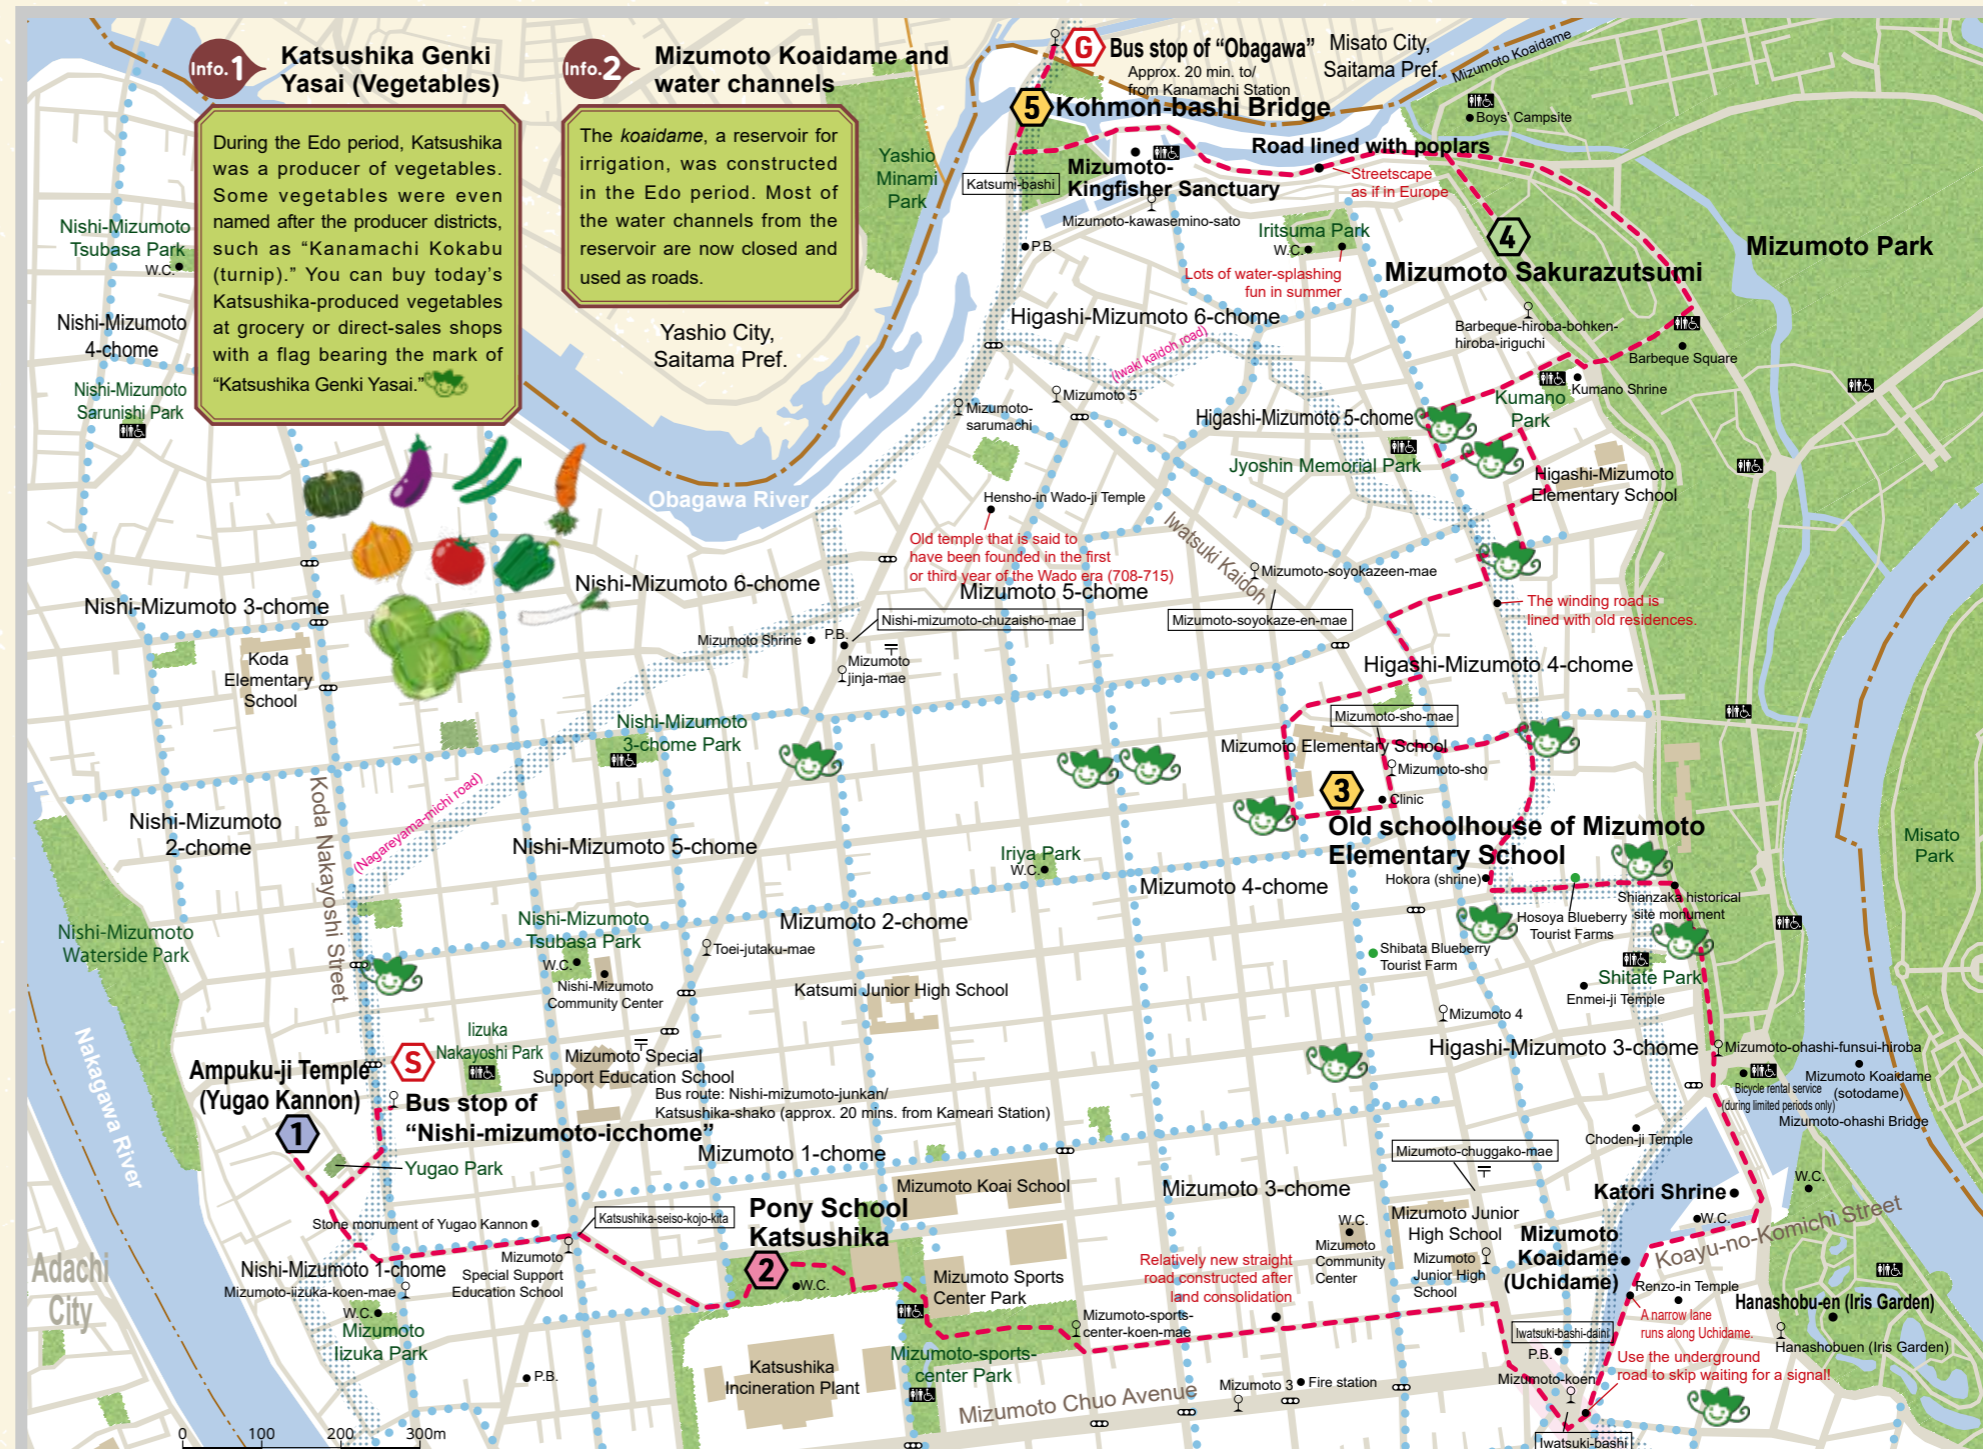 Info.1
Katsushika Genki
Yasai (Vegetables)
During the Edo period, Katsushika
was a producer of vegetables.
Some vegetables were even
named after the producer districts,
such as “Kanamachi Kokabu
(turnip).” You can buy today’s
Katsushika-produced vegetables
at grocery or direct-sales shops
with a flag bearing the mark of
“Katsushika Genki Yasai.”
Info.2
Mizumoto Koaidame and
water channels
The koaidame, a reservoir for
irrigation, was constructed
in the Edo period. Most of
the water channels from the
reservoir are now closed and
used as roads.
Yashio City,
Saitama Pref.
G
Bus stop of “Obagawa”
Approx. 20 min. to/
from Kanamachi Station
Misato City,
Saitama Pref.
Mizumoto Koaidame
5
Kohmon-bashi Bridge
Boys’ Campsite
Road lined with poplars
Streetscape
as if in Europe
Yashio
Minami
Park
Katsumi-bashi
Mizumoto-
Kingfisher Sanctuary
Mizumoto-kawasemino-sato
P.B.
Iritsuma Park
W.C.
Lots of water-splashing
fun in summer
4
Mizumoto Sakurazutsumi
Mizumoto Park
Nishi-Mizumoto
Tsubasa Park
W.C.
Nishi-Mizumoto
4-chome
Nishi-Mizumoto
Sarunishi Park
Higashi-Mizumoto 6-chome
(Iwaki kaidoh road)
Barbeque-hiroba-bohken-
hiroba-iriguchi
Barbeque Square
Kumano Shrine
Kumano
Park
Mizumoto-
sarumachi
Mizumoto 5
Higashi-Mizumoto 5-chome
Jyoshin Memorial Park
Higashi-Mizumoto
Elementary School
Obagawa River
Hensho-in Wado-ji Temple
Old temple that is said to
have been founded in the first
or third year of the Wado era (708-715)
Iwatsuki Kaidoh
Mizumoto-soyokazeen-mae
Mizumoto-soyokaze-en-mae
The winding road is
lined with old residences.
Nishi-Mizumoto 3-chome
Nishi-Mizumoto 6-chome
Mizumoto 5-chome
Nishi-mizumoto-chuzaisho-mae
Mizumoto Shrine
P.B.
Mizumoto
jinja-mae
Koda
Elementary
School
Higashi-Mizumoto 4-chome
Nishi-Mizumoto
3-chome Park
Mizumoto-sho-mae
Mizumoto Elementary School
Mizumoto-sho
3
Clinic
Old schoolhouse of Mizumoto
Elementary School
Koda Nakayoshi Street
(Nagareyama-michi road)
Nishi-Mizumoto
2-chome
Nishi-Mizumoto 5-chome
Iriya Park
W.C.
Mizumoto 4-chome
Hokora (shrine)
Misato
Park
Shianzaka historical
site monument
Hosoya Blueberry
Tourist Farms
Nishi-Mizumoto
Waterside Park
Nishi-Mizumoto
Tsubasa Park
W.C.
Nishi-Mizumoto
Community Center
Mizumoto 2-chome
Toei-jutaku-mae
Katsumi Junior High School
Shibata Blueberry
Tourist Farm
Shitate Park
Enmei-ji Temple
Mizumoto 4
Nakagawa River
Iizuka
Nakayoshi Park
S
Mizumoto Special
Support Education School
Ampuku-ji Temple
(Yugao Kannon)
1
Bus stop of
“Nishi-mizumoto-icchome”
Bus route: Nishi-mizumoto-junkan/
Katsushika-shako (approx. 20 mins. from Kameari Station)
Yugao Park
Higashi-Mizumoto 3-chome
Mizumoto-ohashi-funsui-hiroba
Mizumoto Koaidame
(sotodame)
Bicycle rental service
(during limited periods only)
Mizumoto-ohashi Bridge
Choden-ji Temple
Mizumoto 1-chome
Mizumoto Koai School
Mizumoto 3-chome
Mizumoto-chuggako-mae
Katori Shrine
W.C.
W.C.
Koayu-no-Komichi Street
Stone monument of Yugao Kannon
Katsushika-seiso-kojo-kita
Pony School
Katsushika
2
W.C.
Mizumoto
Special Support
Education School
Nishi-Mizumoto 1-chome
Mizumoto-iizuka-koen-mae
W.C.
Mizumoto
Iizuka Park
Adachi
City
P.B.
Mizumoto Sports
Center Park
Mizumoto-sports-
center Park
Mizumoto-sports-
center-koen-mae
Relatively new straight
road constructed after
land consolidation
W.C.
Mizumoto
Community
Center
Mizumoto Junior
High School
Mizumoto
Junior High
School
Mizumoto
Koaidame
(Uchidame)
Renzo-in Temple
A narrow lane
runs along Uchidame.
Hanashobu-en (Iris Garden)
Hanashobuen (Iris Garden)
Iwatsuki-bashi-daini
P.B.
Mizumoto-koen
Use the underground
road to skip waiting for a signal!
Katsushika
Incineration Plant
Mizumoto Chuo Avenue
Mizumoto 3
Fire station
Iwatsuki-bashi
0 100 200 300m